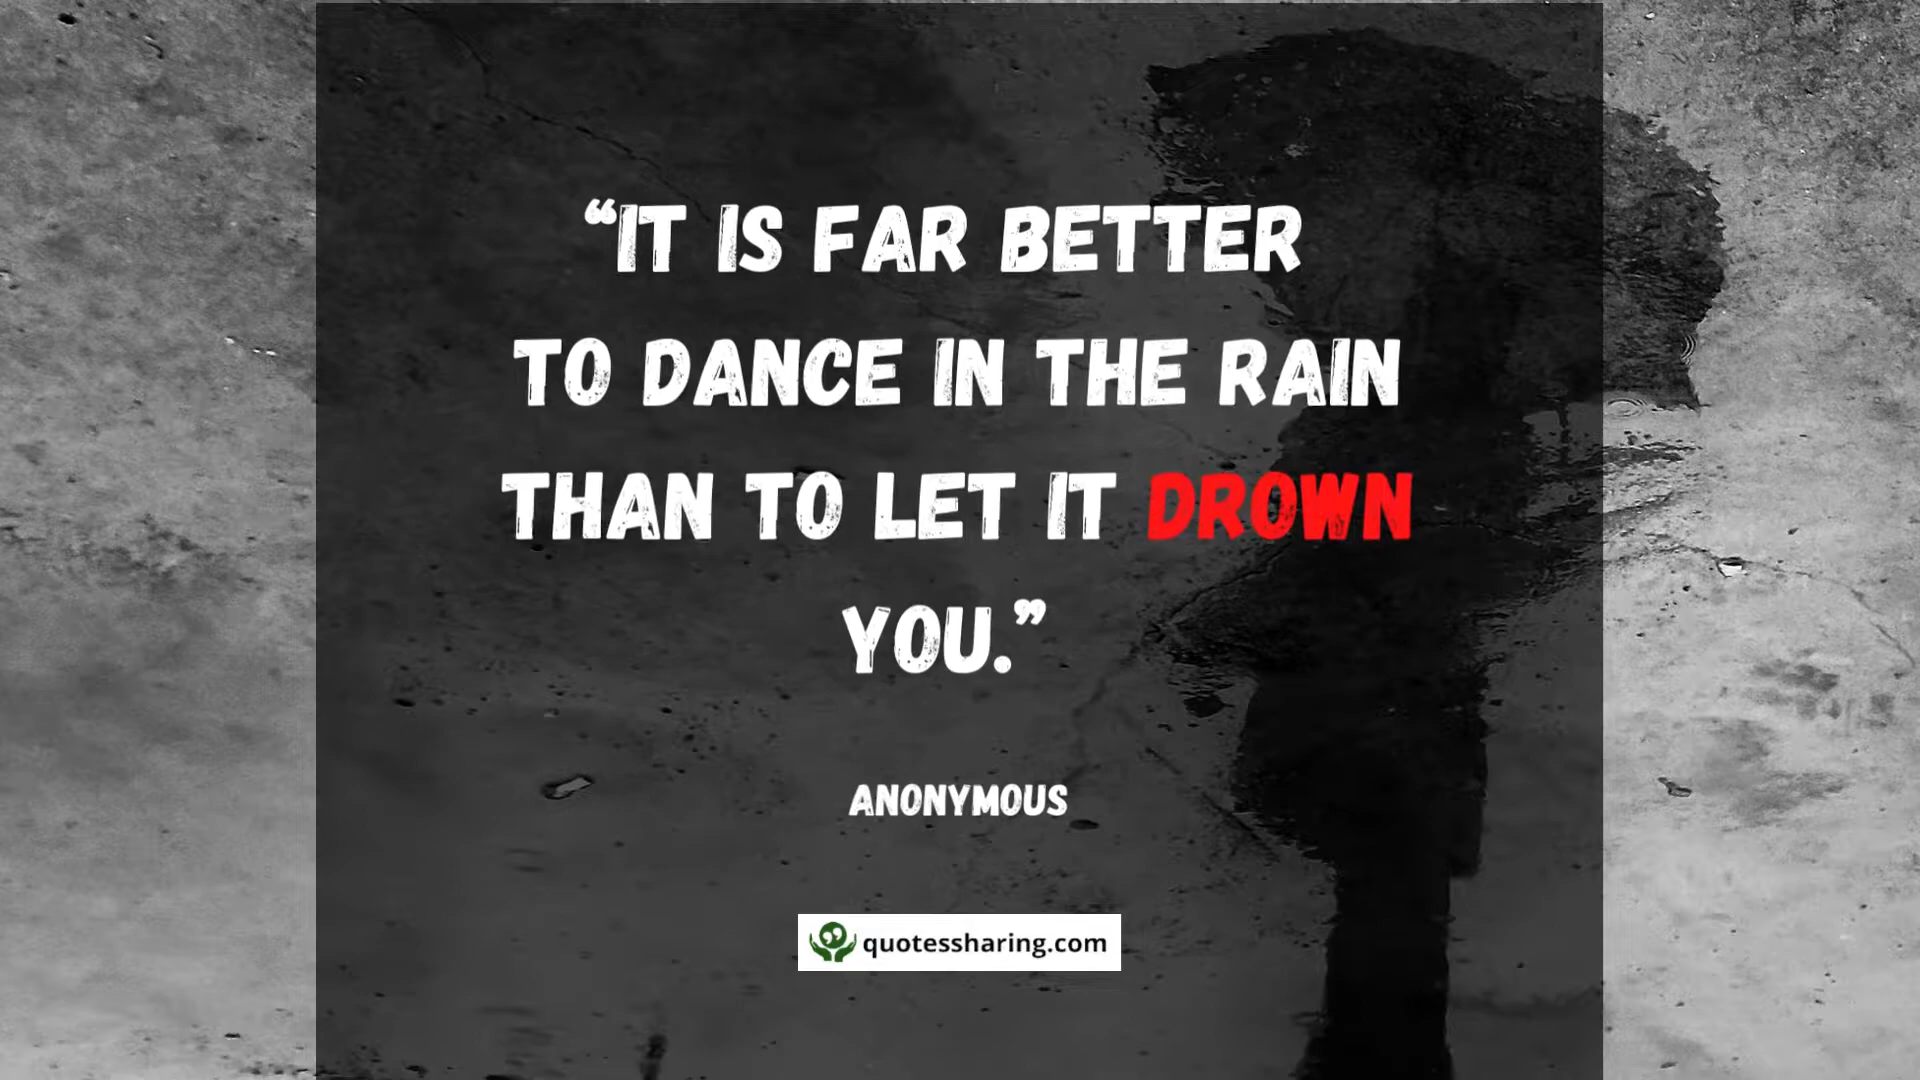 “IT IS FAR BETTER
TO DANCE IN THE RAIN
THAN TO LET IT DROWN
YOU.”
ANONYMOUS
quotessharing.com